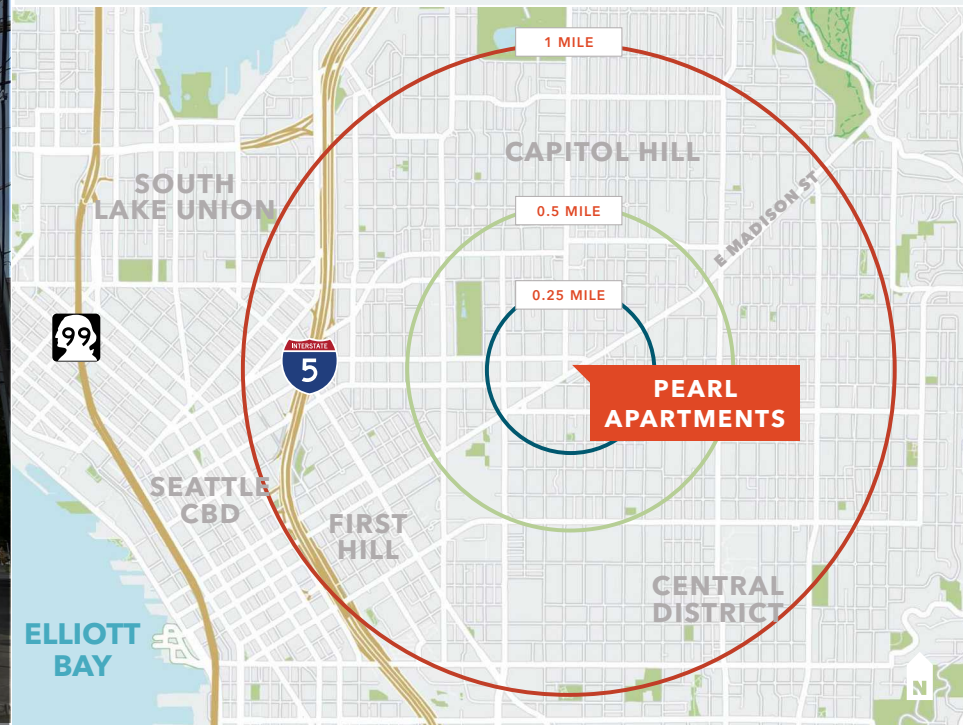 1 MILE
CAPITOL HILL
SOUTH
LAKE UNION
E MADISON ST
0.5 MILE
0.25 MILE
99
INTERSTATE
5
PEARL
APARTMENTS
SEATTLE
CBD
FIRST
HILL
CENTRAL
DISTRICT
ELLIOTT
BAY
N